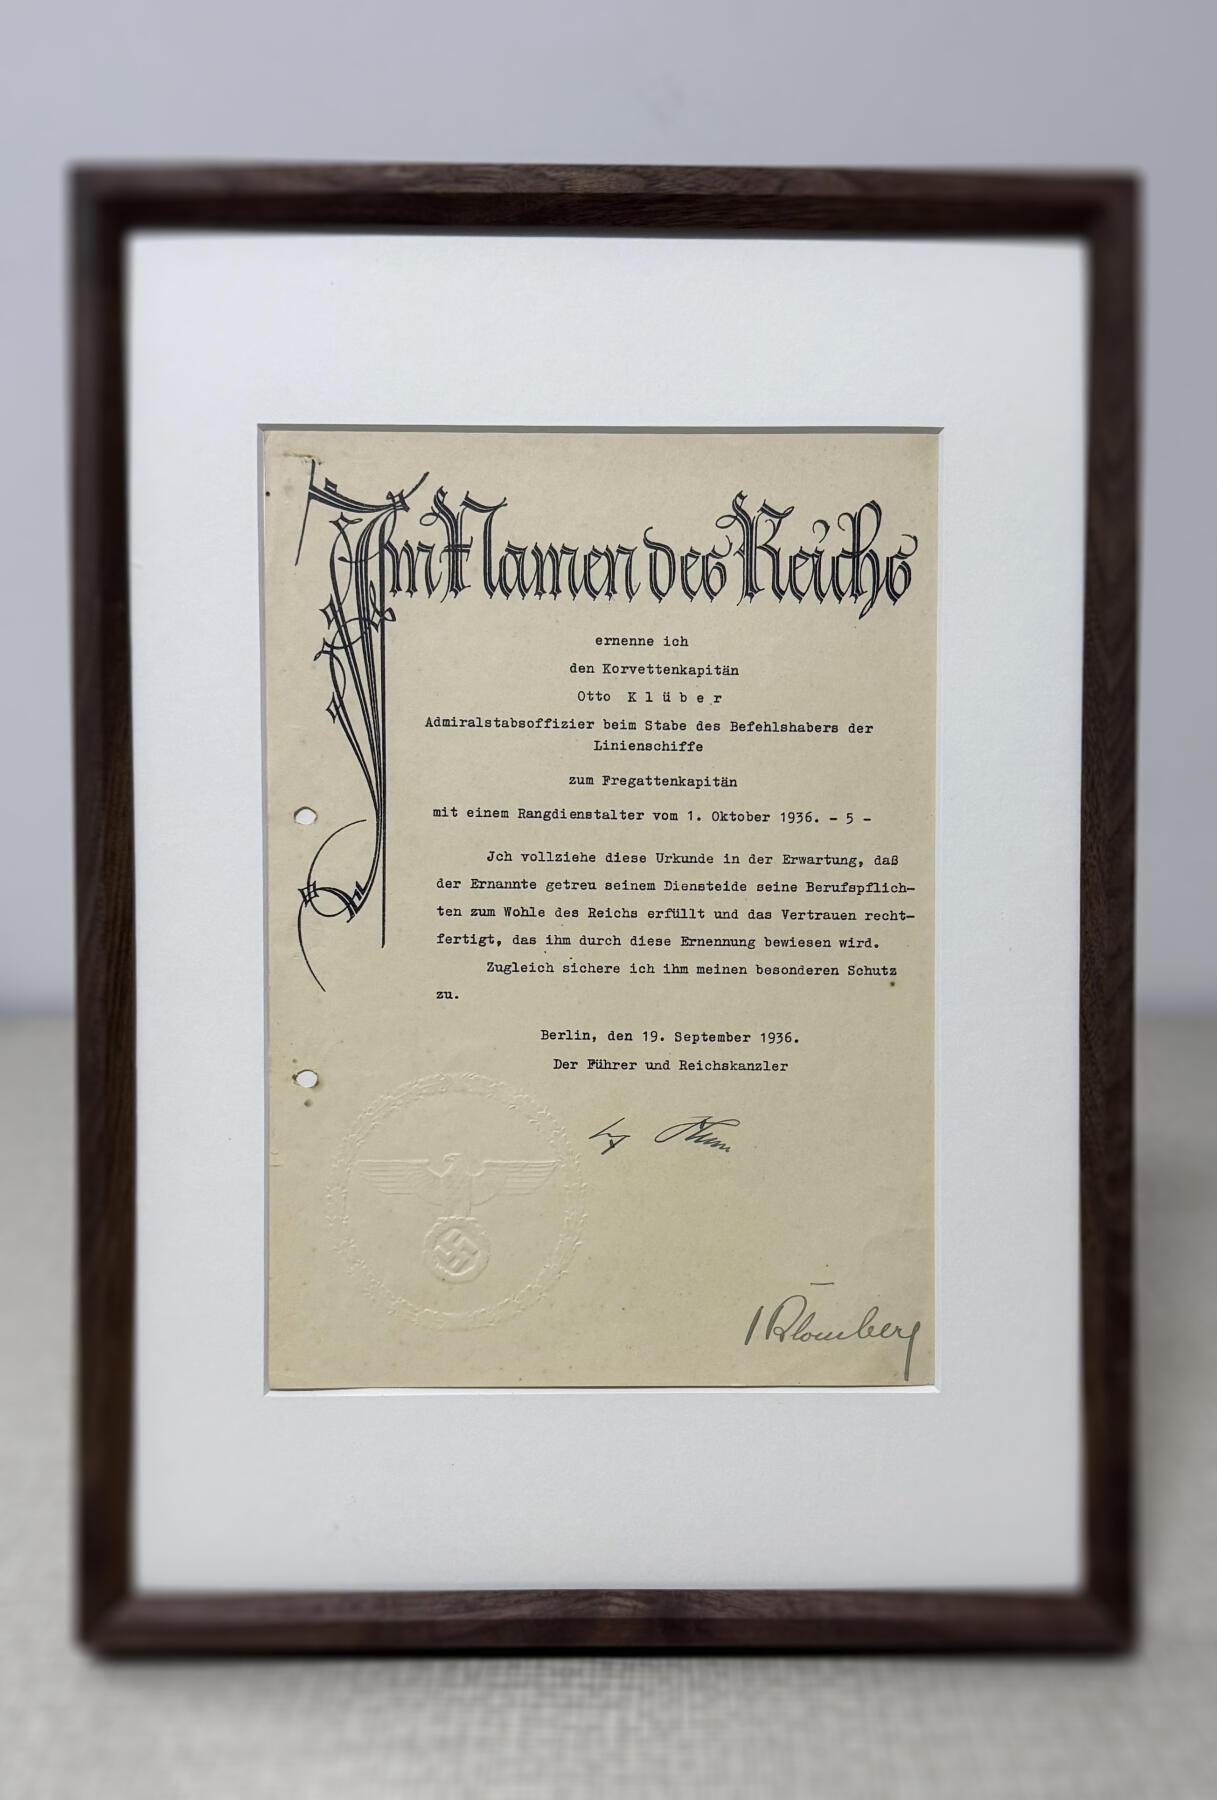 Im Namen des Reichs
ernenne ich
den Korvettenkapitän
Otto K l ü b e r
Admiralstabsoffizier beim Stabe des Befehlshabers der
Linienschiffe
zum Fregattenkapitän
mit einem Rangdienstalter vom 1. Oktober 1936. - 5 -
Jch vollziehe diese Urkunde in der Erwartung, daß
der Ernannte getreu seinem Diensteide seine Berufspflich-
ten zum Wohle des Reichs erfüllt und das Vertrauen recht-
fertigt, das ihm durch diese Ernennung bewiesen wird.
Zugleich sichere ich ihm meinen besonderen Schutz
zu.
Berlin, den 19. September 1936.
Der Führer und Reichskanzler
Blomberg